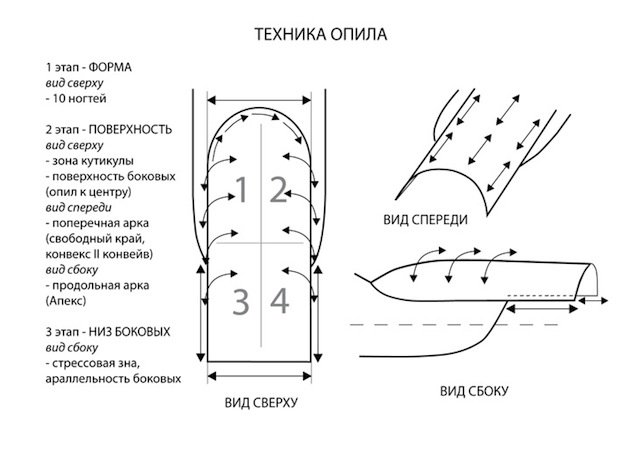 ТЕХНИКА ОПИЛА
1 этап - ФОРМА
вид сверху
- 10 ногтей
2 этап - ПОВЕРХНОСТЬ
вид сверху
- зона кутикулы
- поверхность боковых
(опил к центру)
вид спереди
- поперечная арка
(свободный край,
конвекс II конвейв)
вид сбоку
- продольная арка
(Апекс)
3 этап - НИЗ БОКОВЫХ
вид сбоку
- стрессовая зна,
араллельность боковых
1 2
3 4
ВИД СВЕРХУ
ВИД СПЕРЕДИ
ВИД СБОКУ